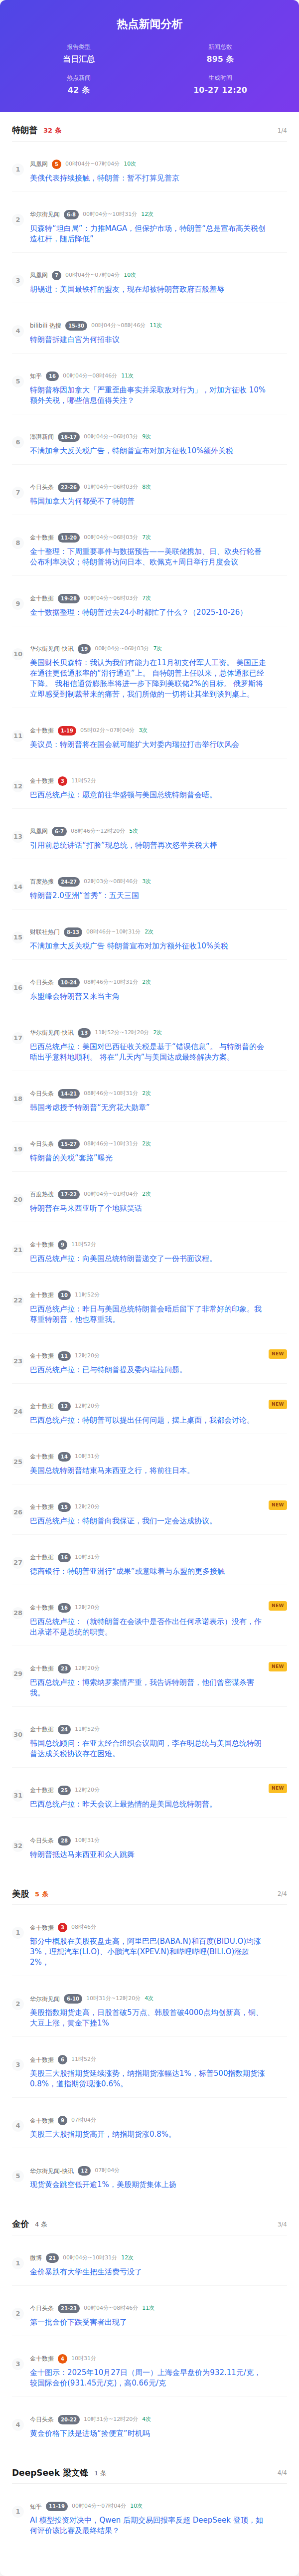 热点新闻分析
报告类型
当日汇总
新闻总数
895 条
热点新闻
42 条
生成时间
10-27 12:20
特朗普 32 条 1/4
1
凤凰网 5 00时04分~07时04分 10次
美俄代表持续接触，特朗普：暂不打算见普京
2
华尔街见闻 6-8 00时04分~10时31分 12次
贝森特“坦白局”：力推MAGA，但保护市场，特朗普“总是宣布高关税创
造杠杆，随后降低”
3
凤凰网 7 00时04分~07时04分 10次
胡锡进：美国最铁杆的盟友，现在却被特朗普政府百般羞辱
4
bilibili 热搜 15-30 00时04分~08时46分 11次
特朗普拆建白宫为何招非议
5
知乎 16 00时04分~08时46分 11次
特朗普称因加拿大「严重歪曲事实并采取敌对行为」，对加方征收 10%
额外关税，哪些信息值得关注？
6
澎湃新闻 16-17 00时04分~06时03分 9次
不满加拿大反关税广告，特朗普宣布对加方征收10%额外关税
7
今日头条 22-26 01时04分~06时03分 8次
韩国加拿大为何都受不了特朗普
8
金十数据 11-20 00时04分~06时03分 7次
金十整理：下周重要事件与数据预告——美联储携加、日、欧央行轮番
公布利率决议；特朗普将访问日本、欧佩克+周日举行月度会议
9
金十数据 19-28 00时04分~06时03分 7次
金十数据整理：特朗普过去24小时都忙了什么？（2025-10-26）
10
华尔街见闻-快讯 19 00时04分~06时03分 7次
美国财长贝森特：我认为我们有能力在11月初支付军人工资。 美国正走
在通往更低通胀率的“滑行通道”上。 自特朗普上任以来，总体通胀已经
下降。 我相信通货膨胀率将进一步下降到美联储2%的目标。 俄罗斯将
立即感受到制裁带来的痛苦，我们所做的一切将让其坐到谈判桌上。
11
金十数据 1-19 05时02分~07时04分 3次
美议员：特朗普将在国会就可能扩大对委内瑞拉打击举行吹风会
12
金十数据 3 11时52分
巴西总统卢拉：愿意前往华盛顿与美国总统特朗普会晤。
13
凤凰网 6-7 08时46分~12时20分 5次
引用前总统讲话“打脸”现总统，特朗普再次怒举关税大棒
14
百度热搜 24-27 02时03分~08时46分 3次
特朗普2.0亚洲“首秀”：五天三国
15
财联社热门 8-13 08时46分~10时31分 2次
不满加拿大反关税广告 特朗普宣布对加方额外征收10%关税
16
今日头条 10-24 08时46分~10时31分 2次
东盟峰会特朗普又来当主角
17
华尔街见闻-快讯 13 11时52分~12时20分 2次
巴西总统卢拉：美国对巴西征收关税是基于“错误信息”。 与特朗普的会
晤出乎意料地顺利。 将在“几天内”与美国达成最终解决方案。
18
今日头条 14-21 08时46分~10时31分 2次
韩国考虑授予特朗普“无穷花大勋章”
19
今日头条 15-27 08时46分~10时31分 2次
特朗普的关税“套路”曝光
20
百度热搜 17-22 00时04分~01时04分 2次
特朗普在马来西亚听了个地狱笑话
21
金十数据 9 11时52分
巴西总统卢拉：向美国总统特朗普递交了一份书面议程。
22
金十数据 10 11时52分
巴西总统卢拉：昨日与美国总统特朗普会晤后留下了非常好的印象。我
尊重特朗普，他也尊重我。
23
金十数据 11 12时20分 NEW
巴西总统卢拉：已与特朗普提及委内瑞拉问题。
24
金十数据 12 12时20分 NEW
巴西总统卢拉：特朗普可以提出任何问题，摆上桌面，我都会讨论。
25
金十数据 14 10时31分
美国总统特朗普结束马来西亚之行，将前往日本。
26
金十数据 15 12时20分 NEW
巴西总统卢拉：特朗普向我保证，我们一定会达成协议。
27
金十数据 16 10时31分
德商银行：特朗普亚洲行“成果”或意味着与东盟的更多接触
28
金十数据 16 12时20分 NEW
巴西总统卢拉：（就特朗普在会谈中是否作出任何承诺表示）没有，作
出承诺不是总统的职责。
29
金十数据 23 12时20分 NEW
巴西总统卢拉：博索纳罗案情严重，我告诉特朗普，他们曾密谋杀害
我。
30
金十数据 24 11时52分
韩国总统顾问：在亚太经合组织会议期间，李在明总统与美国总统特朗
普达成关税协议存在困难。
31
金十数据 25 12时20分 NEW
巴西总统卢拉：昨天会议上最热情的是美国总统特朗普。
32
今日头条 28 10时31分
特朗普抵达马来西亚和众人跳舞
美股 5 条 2/4
1
金十数据 3 08时46分
部分中概股在美股夜盘走高，阿里巴巴(BABA.N)和百度(BIDU.O)均涨
3%，理想汽车(LI.O)、小鹏汽车(XPEV.N)和哔哩哔哩(BILI.O)涨超
2%，
2
华尔街见闻 6-10 10时31分~12时20分 4次
美股指数期货走高，日股首破5万点、韩股首破4000点均创新高，铜、
大豆上涨，黄金下挫1%
3
金十数据 6 11时52分
美股三大股指期货延续涨势，纳指期货涨幅达1%，标普500指数期货涨
0.8%，道指期货现涨0.6%。
4
金十数据 9 07时04分
美股三大股指期货高开，纳指期货涨0.8%。
5
华尔街见闻-快讯 12 07时04分
现货黄金跳空低开逾1%，美股期货集体上扬
金价 4 条 3/4
1
微博 21 00时04分~10时31分 12次
金价暴跌有大学生把生活费亏没了
2
今日头条 21-23 00时04分~08时46分 11次
第一批金价下跌受害者出现了
3
金十数据 4 10时31分
金十图示：2025年10月27日（周一）上海金早盘价为932.11元/克，
较国际金价(931.45元/克)，高0.66元/克
4
今日头条 20-22 10时31分~12时20分 4次
黄金价格下跌是进场“捡便宜”时机吗
DeepSeek 梁文锋 1 条 4/4
1
知乎 11-19 00时04分~07时04分 10次
AI 模型投资对决中，Qwen 后期交易回报率反超 DeepSeek 登顶，如
何评价该比赛及最终结果？